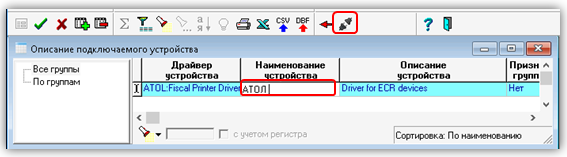 CSV DBF
Описание подключаемого устройства
Все группы
По группам
Драйвер устройства Наименование устройства Описание устройства Призн групп
ATOL:Fiscal Printer Driver АТОЛ Driver for ECR devices Нет
с учетом регистра Сортировка: По наименованию